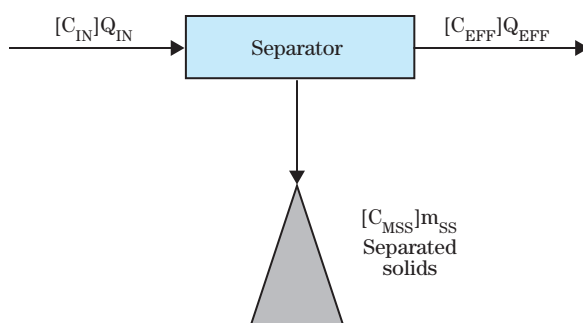 [C_IN]Q_IN
Separator
[C_EFF]Q_EFF
[C_MSS]m_SS
Separated
solids